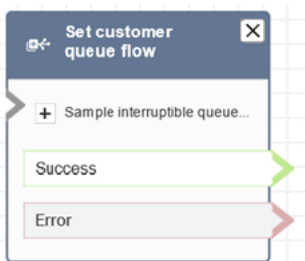 Set customer
queue flow
Sample interruptible queue...
Success
Error